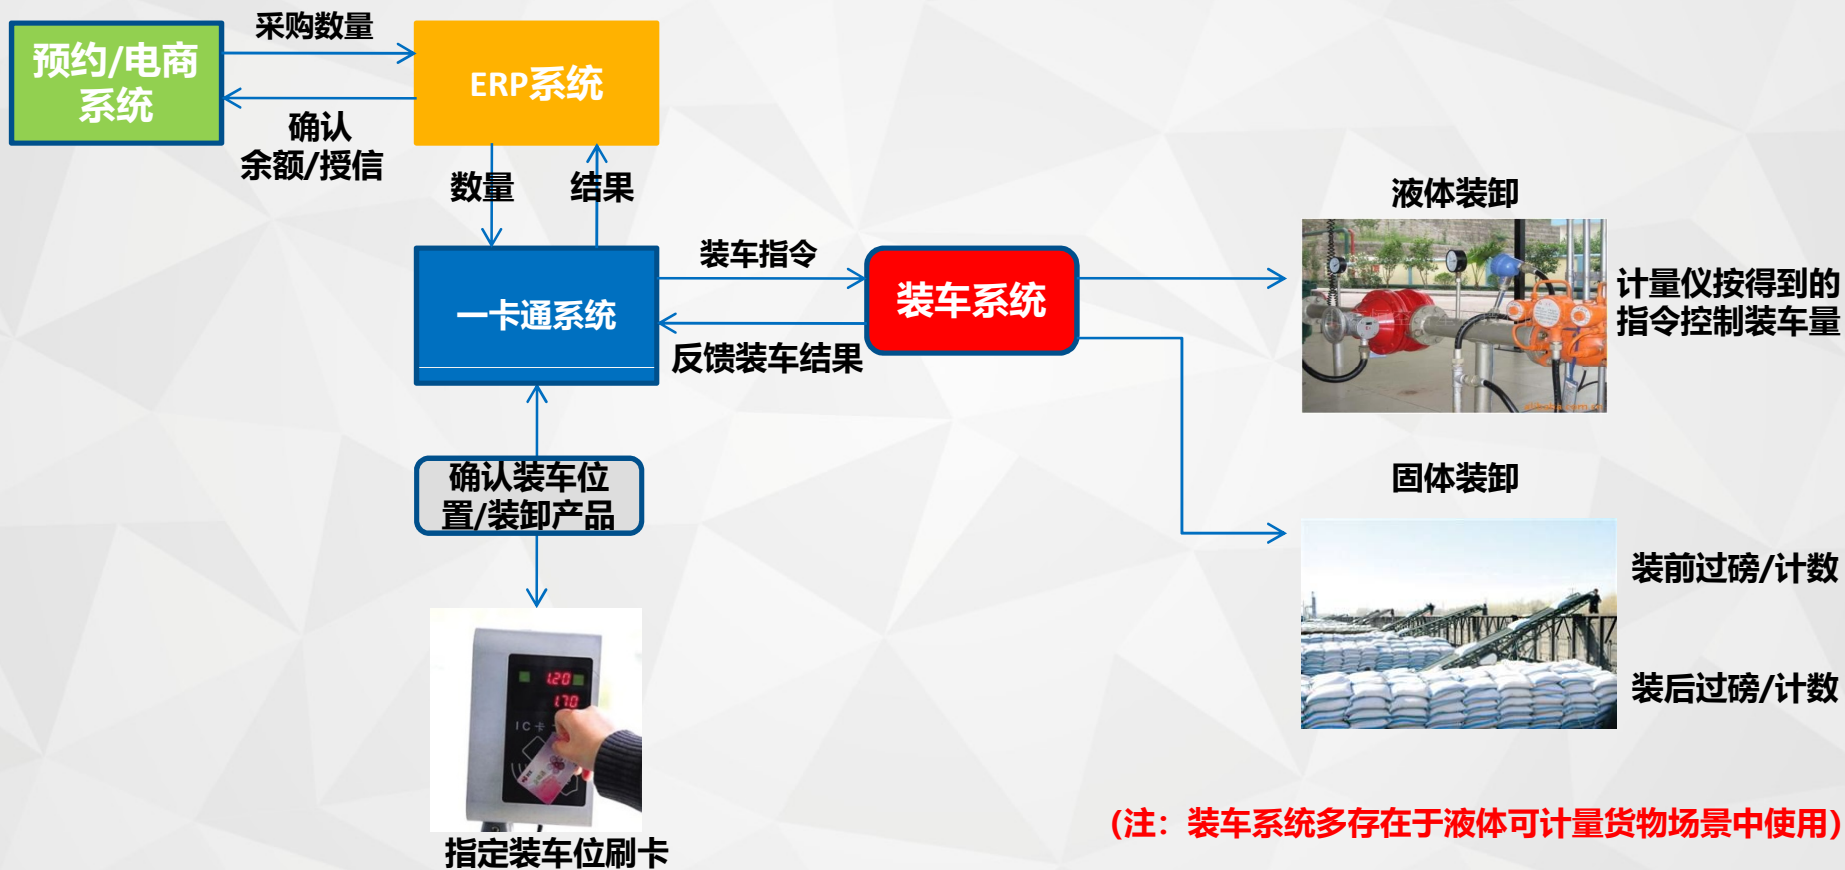 采购数量
预约/电商
系统
ERP系统
确认
余额/授信
数量
结果
液体装卸
装车指令
一卡通系统
装车系统
计量仪按得到的
指令控制装车量
反馈装车结果
确认装车位
置/装卸产品
固体装卸
装前过磅/计数
装后过磅/计数
1.20
1.70
IC卡
指定装车位刷卡
(注：装车系统多存在于液体可计量货物场景中使用)